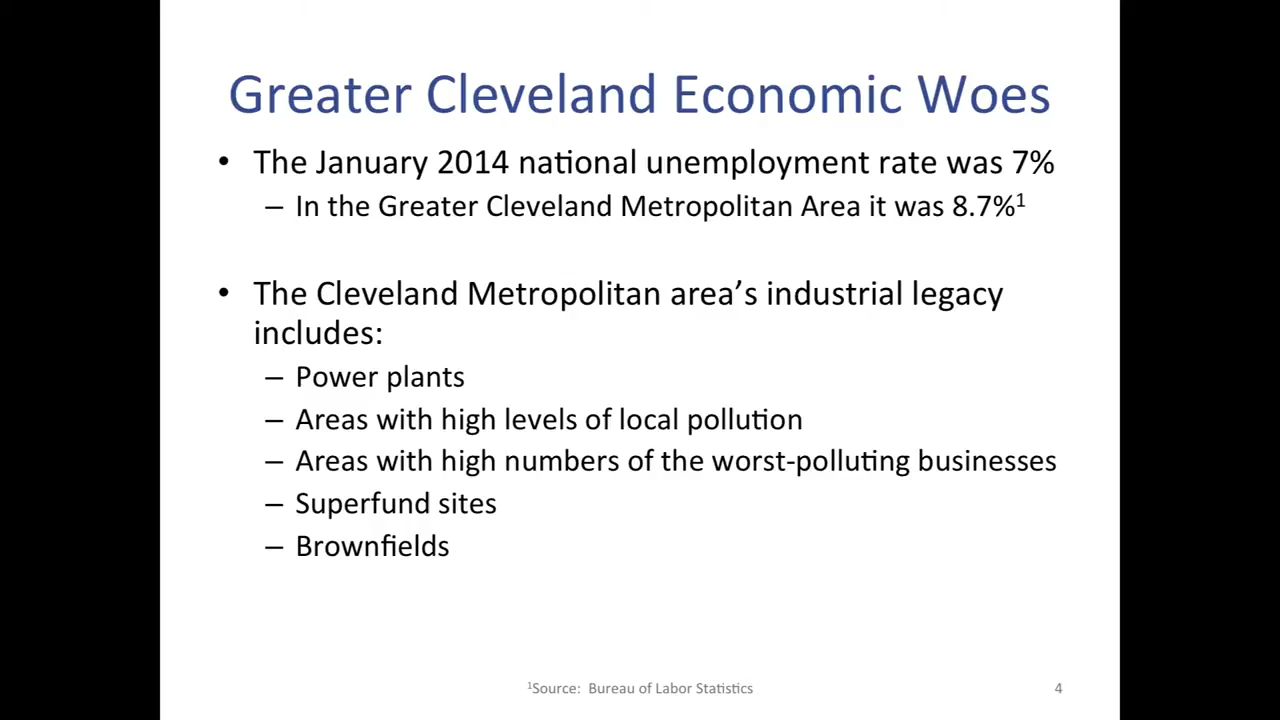 Greater Cleveland Economic Woes
• The January 2014 national unemployment rate was 7%
– In the Greater Cleveland Metropolitan Area it was 8.7%¹
• The Cleveland Metropolitan area’s industrial legacy
includes:
– Power plants
– Areas with high levels of local pollution
– Areas with high numbers of the worst-polluting businesses
– Superfund sites
– Brownfields
¹Source: Bureau of Labor Statistics
4